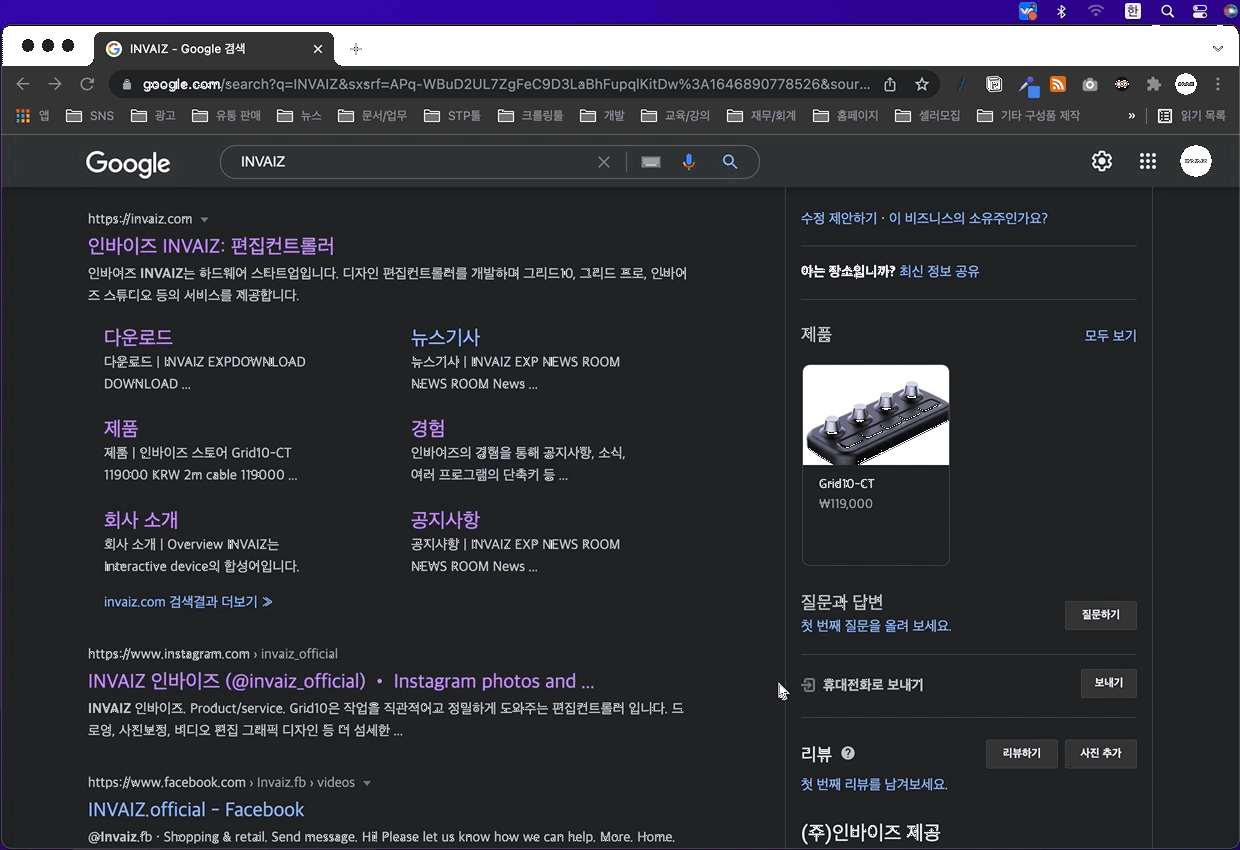 한
INVAIZ - Google 검색
google.com/search?q=INVAIZ&sxsrf=APq-WBuD2UL7ZgFeC9D3LaBhFupqlKitDw%3A1646890778526&sour...
앱 SNS 광고 유통 판매 뉴스 문서/업무 STP툴 크롤링툴 개발 교육/강의 재무/회계 홈페이지 셀러모집 기타 구성품 제작 » 읽기 목록
Google
INVAIZ
https://invaiz.com
인바이즈 INVAIZ: 편집컨트롤러
인바이즈 INVAIZ는 하드웨어 스타트업입니다. 디자인 편집컨트롤러를 개발하며 그리드10, 그리드 프로, 인바이
즈 스튜디오 등의 서비스를 제공합니다.
다운로드
다운로드 | INVAIZ EXPDOWNLOAD
DOWNLOAD ...
뉴스기사
뉴스기사 | INVAIZ EXP NEWS ROOM
NEWS ROOM News ...
제품
제품 | 인바이즈 스토어 Grid10-CT
119000 KRW 2m cable 119000 ...
경험
인바이즈의 경험을 통해 공지사항, 소식,
여러 프로그램의 단축키 등 ...
회사 소개
회사 소개 | Overview INVAIZ는
Interactive device의 합성어입니다.
공지사항
공지사항 | INVAIZ EXP NEWS ROOM
NEWS ROOM News ...
invaiz.com 검색결과 더보기 ≫
https://www.instagram.com › invaiz_official
INVAIZ 인바이즈 (@invaiz_official) • Instagram photos and ...
INVAIZ 인바이즈. Product/service. Grid10은 작업을 직관적이고 정밀하게 도와주는 편집컨트롤러 입니다. 드
로잉, 사진보정, 비디오 편집 그래픽 디자인 등 더 섬세한 ...
https://www.facebook.com › Invaiz.fb › videos
INVAIZ.official - Facebook
@Invaiz.fb · Shopping & retail. Send message. Hi! Please let us know how we can help. More. Home.
수정 제안하기 · 이 비즈니스의 소유주인가요?
아는 장소입니까? 최신 정보 공유
제품
모두 보기
Grid10-CT
₩119,000
질문과 답변
첫 번째 질문을 올려 보세요.
질문하기
휴대전화로 보내기
보내기
리뷰
리뷰하기
사진 추가
첫 번째 리뷰를 남겨보세요.
(주)인바이즈 제공